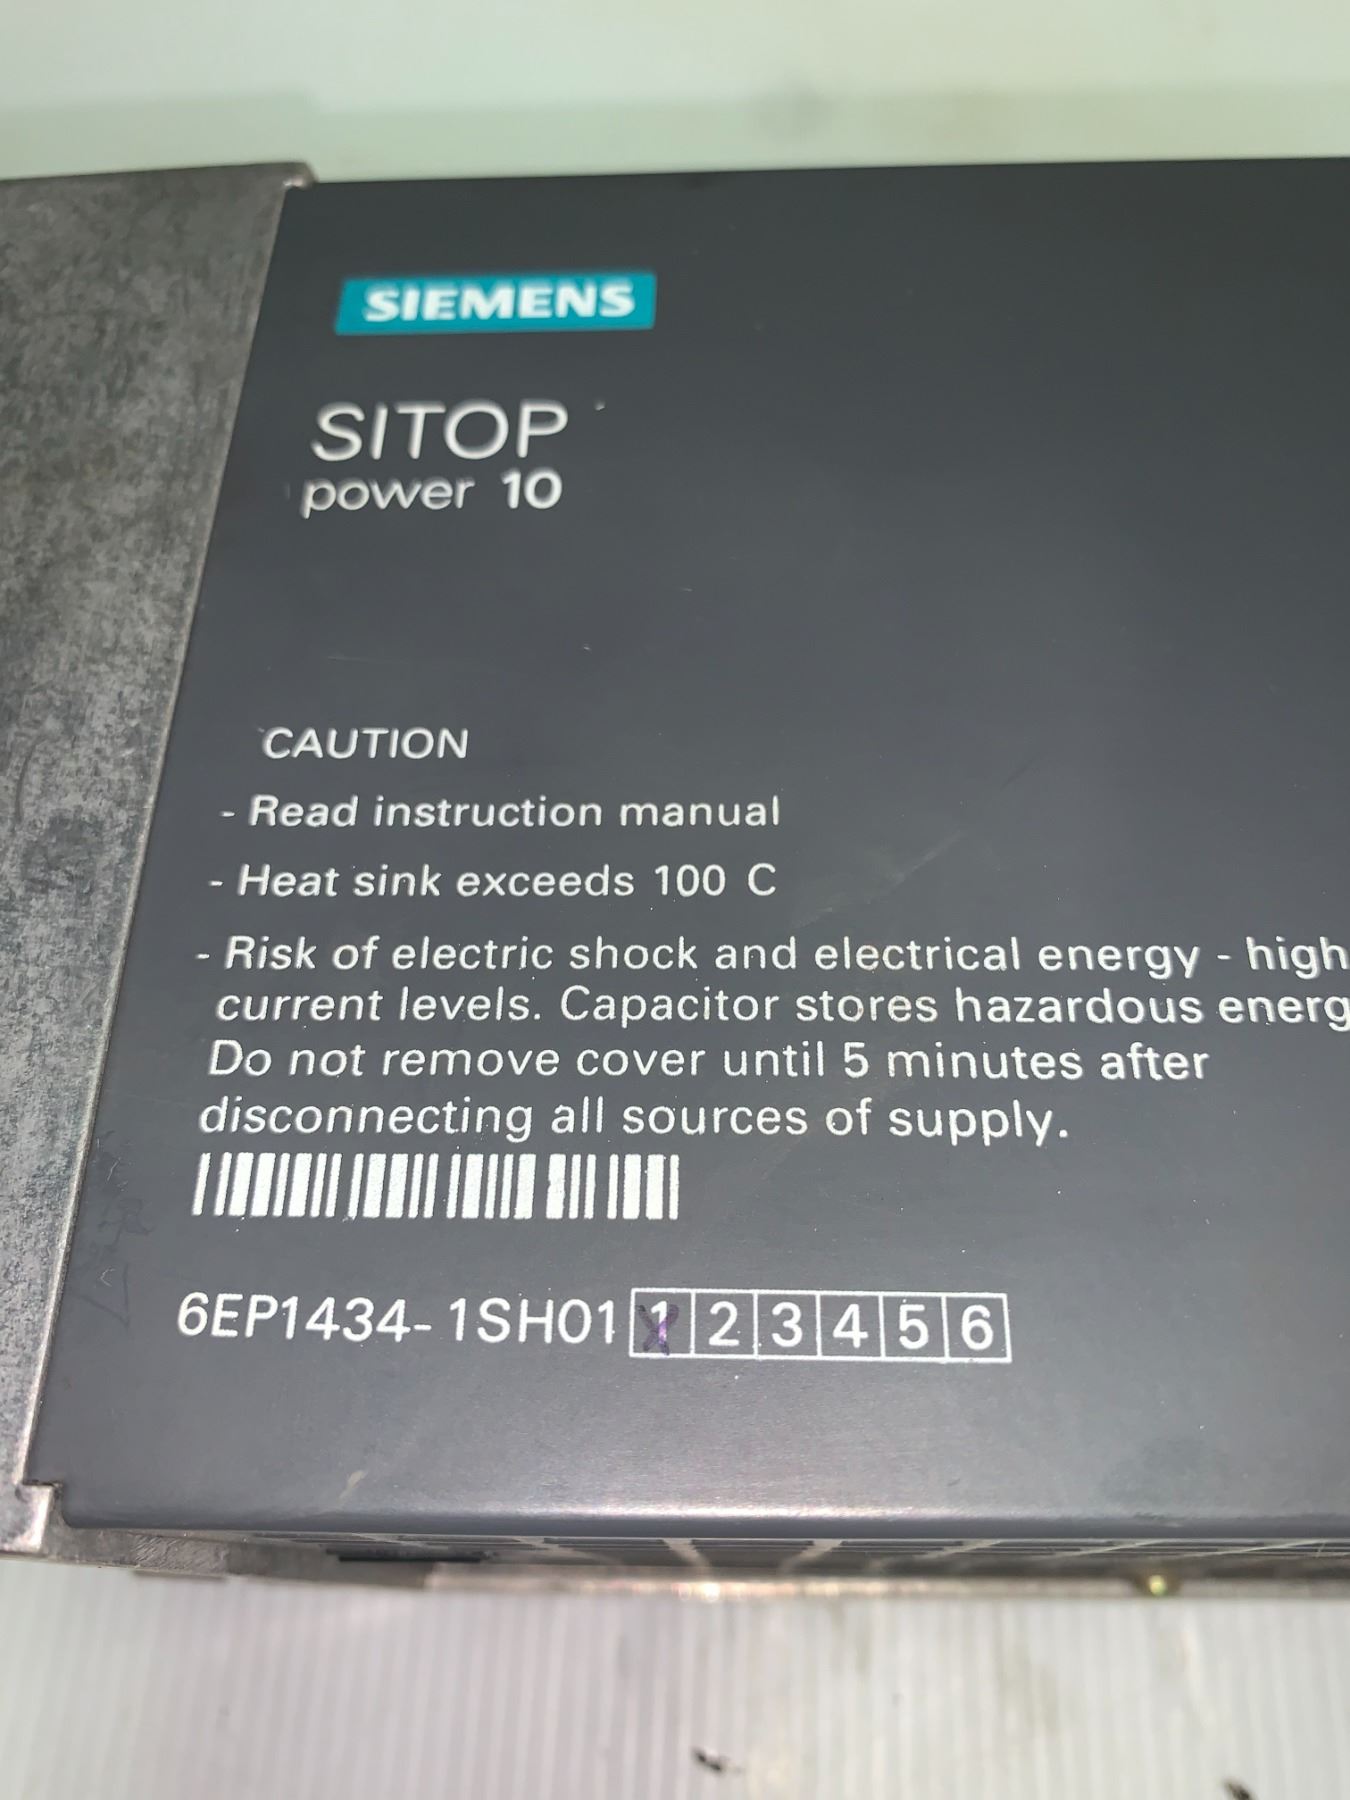 SIEMENS
SITOP
power 10
CAUTION
- Read instruction manual
- Heat sink exceeds 100 C
- Risk of electric shock and electrical energy - high
current levels. Capacitor stores hazardous energ
Do not remove cover until 5 minutes after
disconnecting all sources of supply.
6EP1434-1SH01 1 2 3 4 5 6